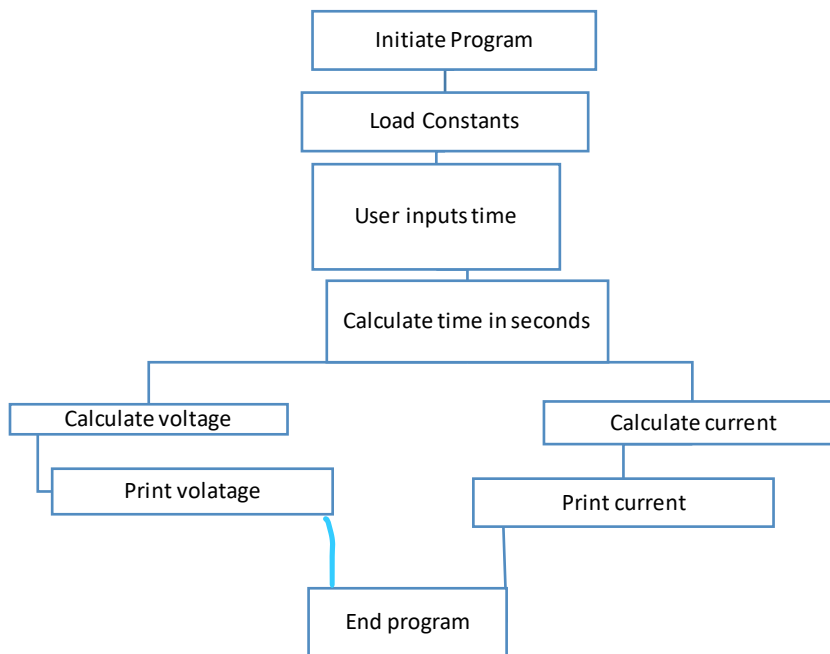 Initiate Program
Load Constants
User inputs time
Calculate time in seconds
Calculate voltage
Calculate current
Print volatage
Print current
End program